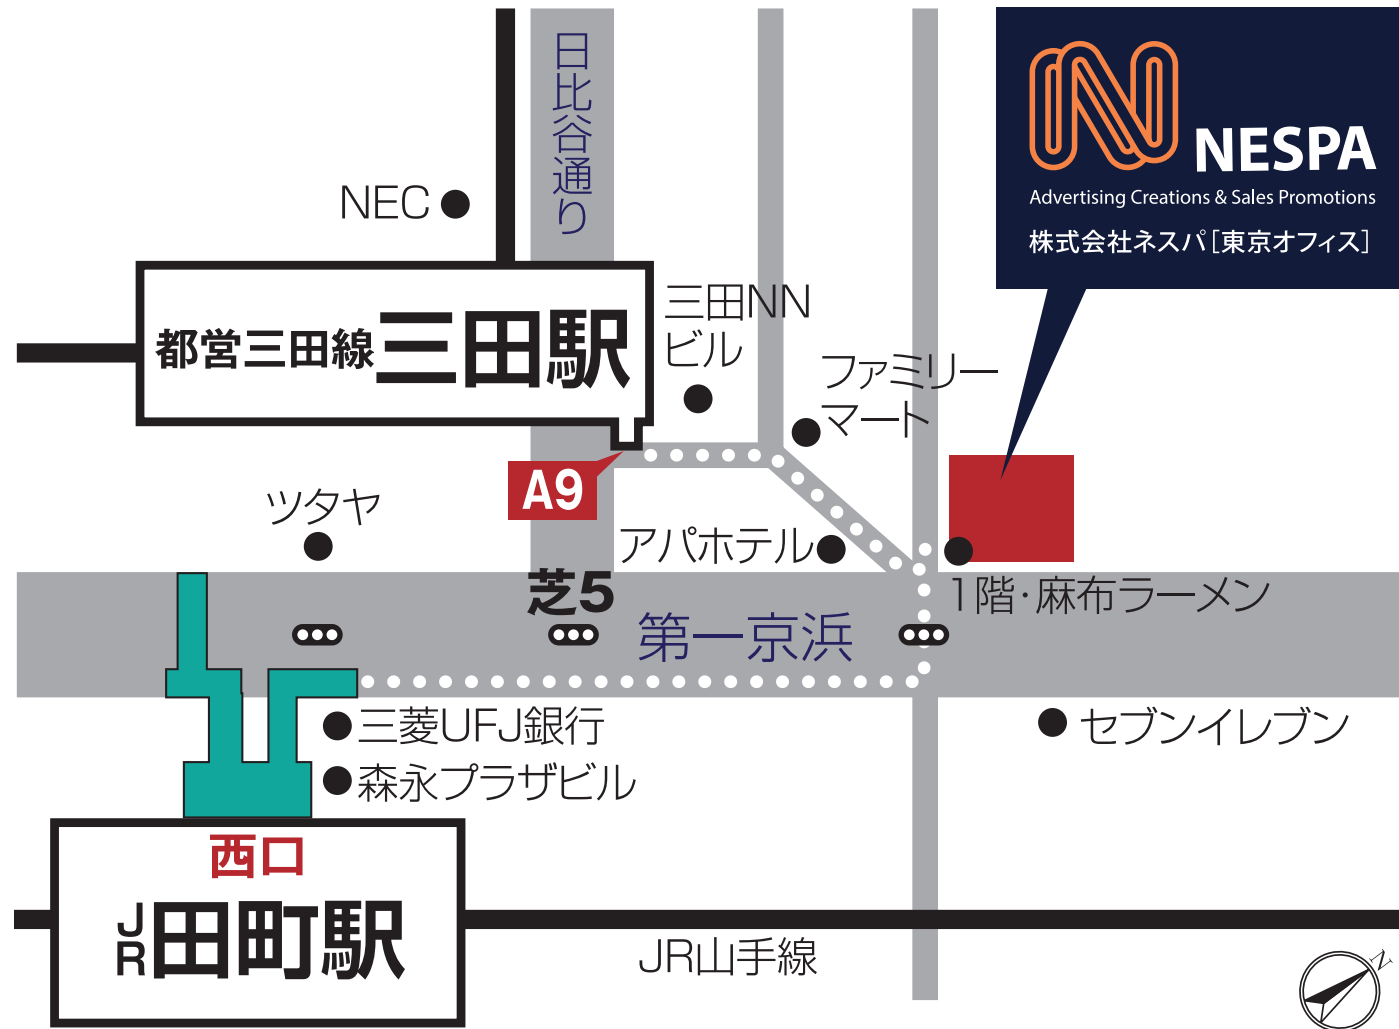 日比谷通り
NESPA
Advertising Creations & Sales Promotions
株式会社ネスパ［東京オフィス］
NEC
都営三田線三田駅
三田NN
ビル
ファミリー
マート
A9
ツタヤ
アパホテル
芝5
第一京浜
1階・麻布ラーメン
三菱UFJ銀行
森永プラザビル
セブンイレブン
西口
JR田町駅
JR山手線
N